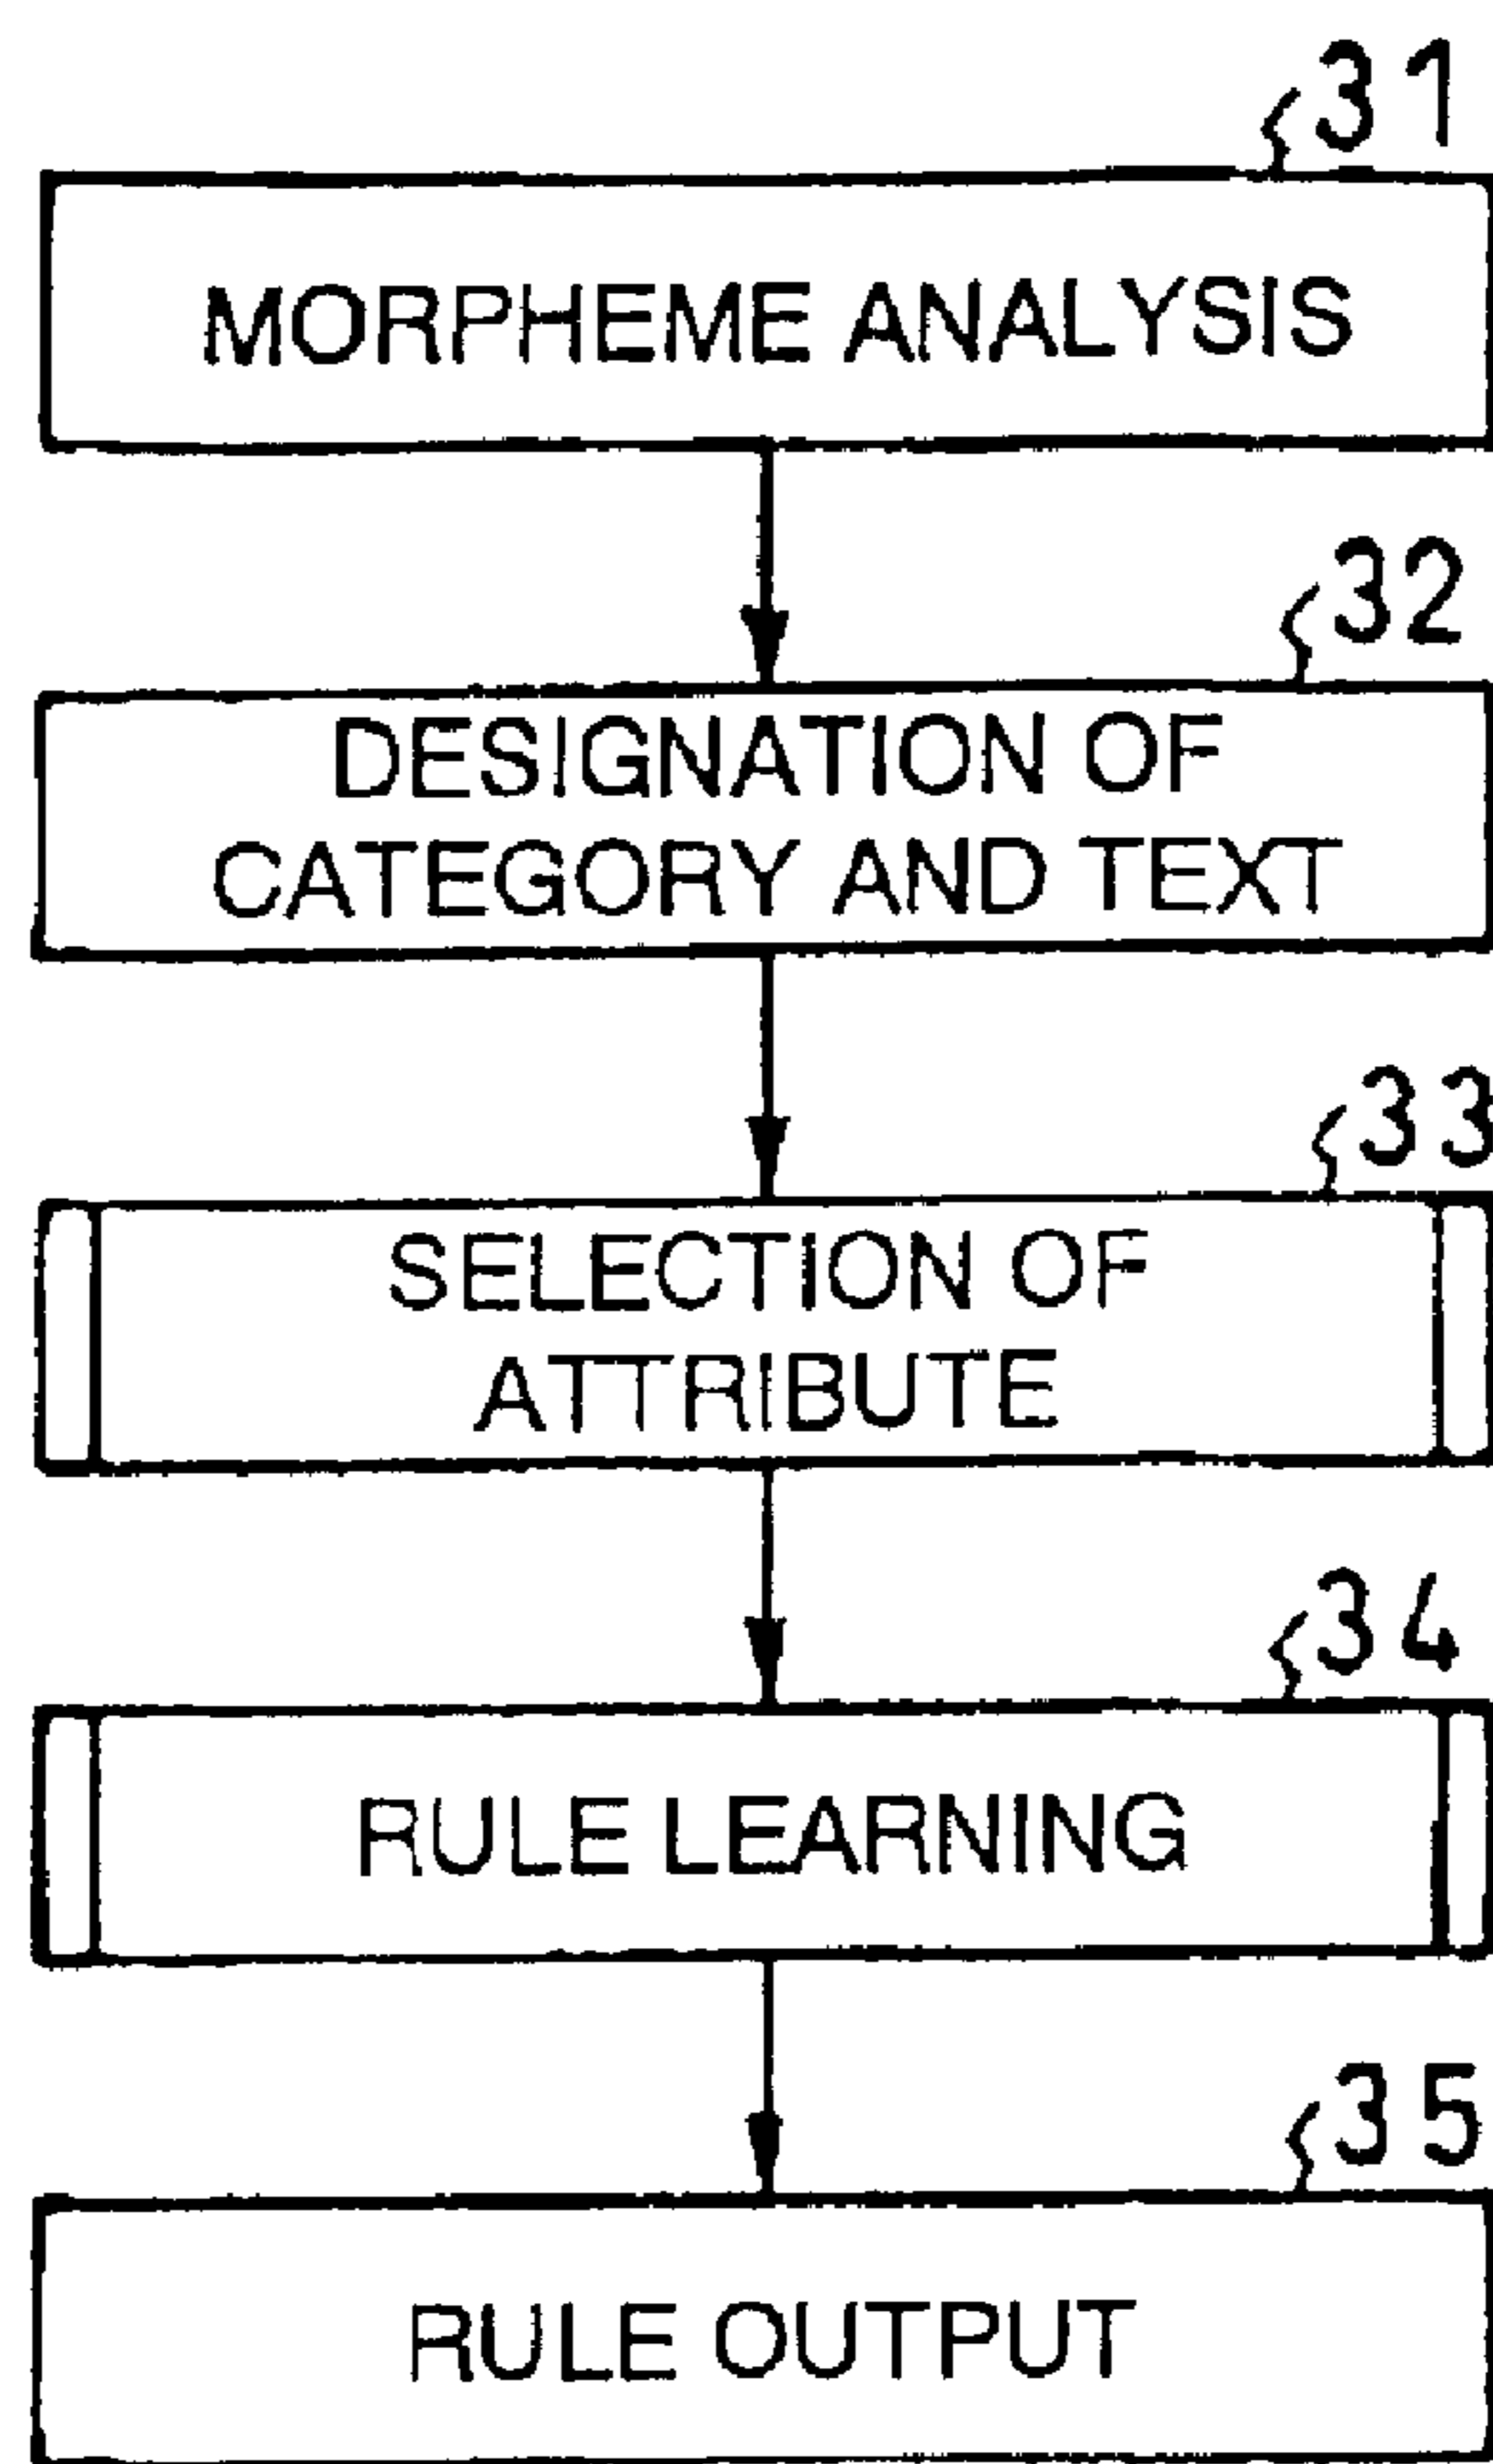 31
MORPHEME ANALYSIS
32
DESIGNATION OF
CATEGORY AND TEXT
33
SELECTION OF
ATTRIBUTE
34
RULE LEARNING
35
RULE OUTPUT